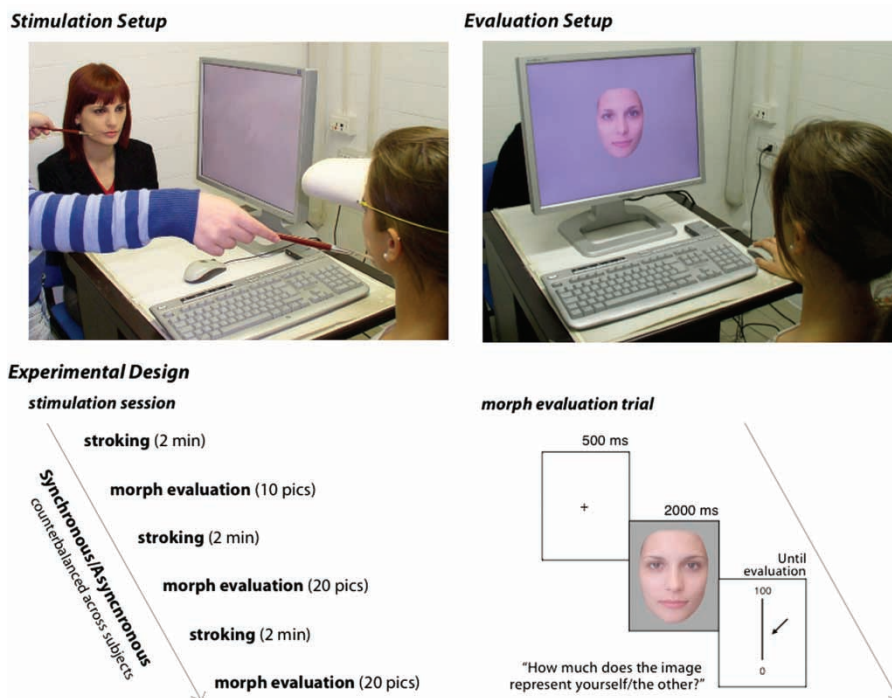 Stimulation Setup
Evaluation Setup
Experimental Design
stimulation session
stroking (2 min)
morph evaluation (10 pics)
stroking (2 min)
morph evaluation (20 pics)
stroking (2 min)
morph evaluation (20 pics)
Synchronous/Asyncnronous
counterbalanced across subjects
morph evaluation trial
500 ms
+
2000 ms
Until
evaluation
100
0
"How much does the image
represent yourself/the other?"